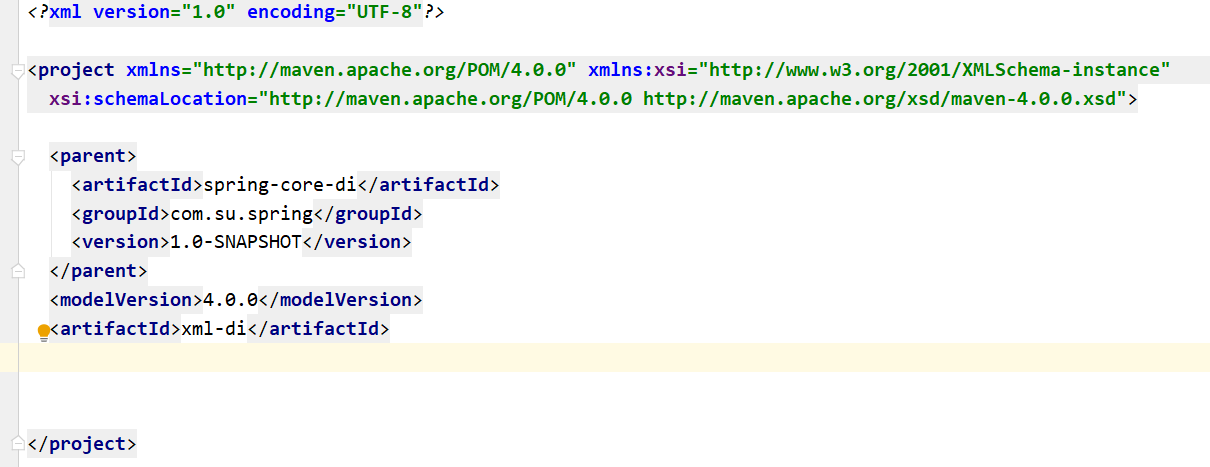 <?xml version="1.0" encoding="UTF-8"?>
<project xmlns="http://maven.apache.org/POM/4.0.0" xmlns:xsi="http://www.w3.org/2001/XMLSchema-instance"
xsi:schemaLocation="http://maven.apache.org/POM/4.0.0 http://maven.apache.org/xsd/maven-4.0.0.xsd">
<parent>
<artifactId>spring-core-di</artifactId>
<groupId>com.su.spring</groupId>
<version>1.0-SNAPSHOT</version>
</parent>
<modelVersion>4.0.0</modelVersion>
<artifactId>xml-di</artifactId>
</project>